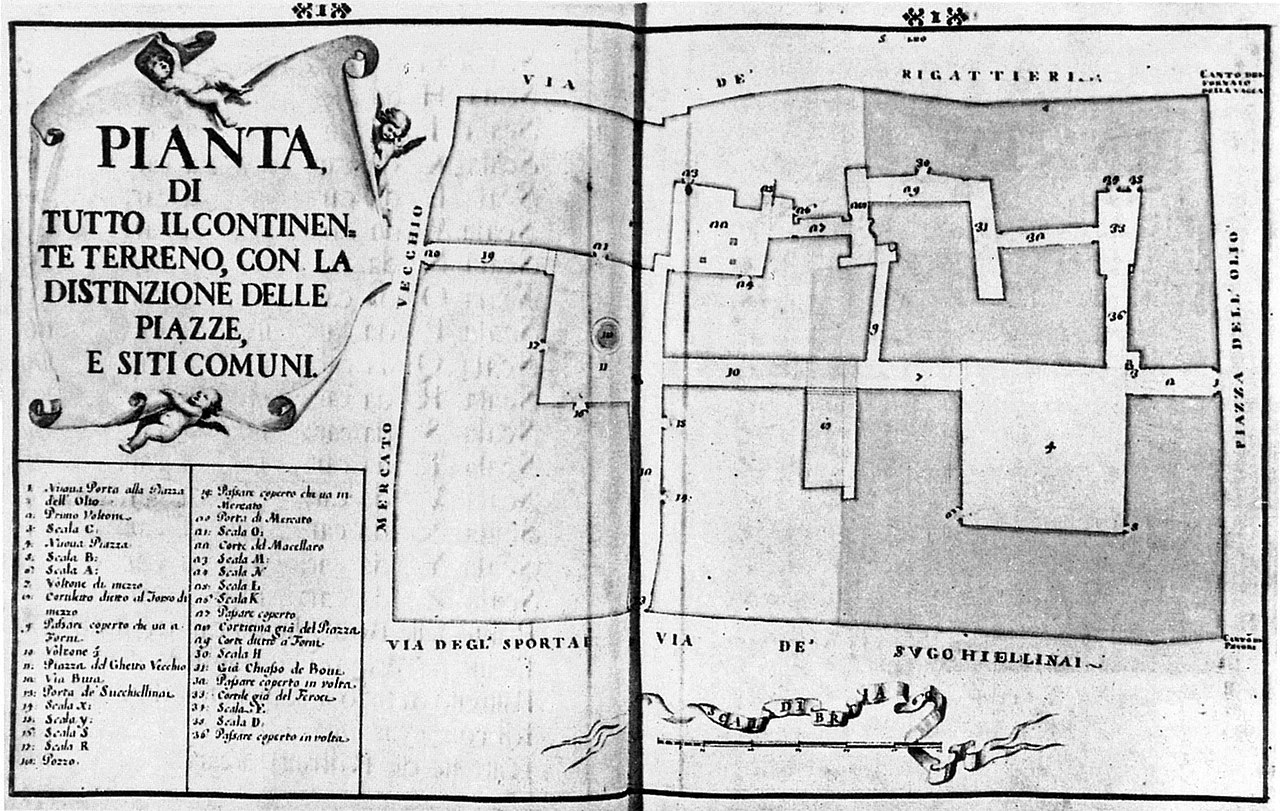 I
I
PIANTA,
DI
TUTTO IL CONTINEN=
TE TERRENO, CON LA
DISTINZIONE DELLE
PIAZZE,
E SITI COMUNI.
VIA DE' RIGATTIERI
CANTO DEL
FORNAIO
DELLA VACCA
MERCATO VECCHIO
PIAZZA DELL' OLIO
VIA DEGL' SPORTAI
VIA DE' SUGCHIELLINAI
CANTO DE
PECORI
1: Nuova Porta alla Piazza
dell' Olio
2: Primo Voltone
3: Scala C:
4: Nuova Piazza
5: Scala B:
6: Scala A:
7: Voltone di mezzo
8: Cortiletto dietro al Forno di
mezzo
9: Passare coperto che va a
Forni
10: Voltone 3
11: Piazza del Ghetto Vecchio
12: Via Buia
13: Porta de' Succhiellinai
14: Scala X:
15: Scala Y:
16: Scala S
17: Scala R
18: Pozzo.
19: Passare coperto che va in
Mercato
20: Porta di Mercato
21: Scala O:
22: Corte del Macellaro
23: Scala M:
24: Scala N
25: Scala L
26: Scala K
27: Passare coperto
28: Corticina già del Piazza
29: Corte dietro a' Forni
30: Scala H
31: Già Chiasso de Boni
32: Passare coperto in volta
33: Cortile già del Feroci
34: Scala E:
35: Scala D.
36: Passare coperto in volta
SCALA DI BRACCIA